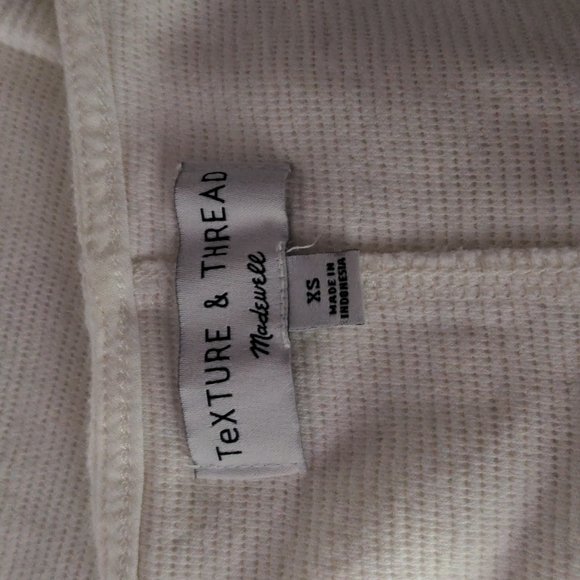 TeXTURE & THREAD
Madewell
XS
MADE IN
INDONESIA